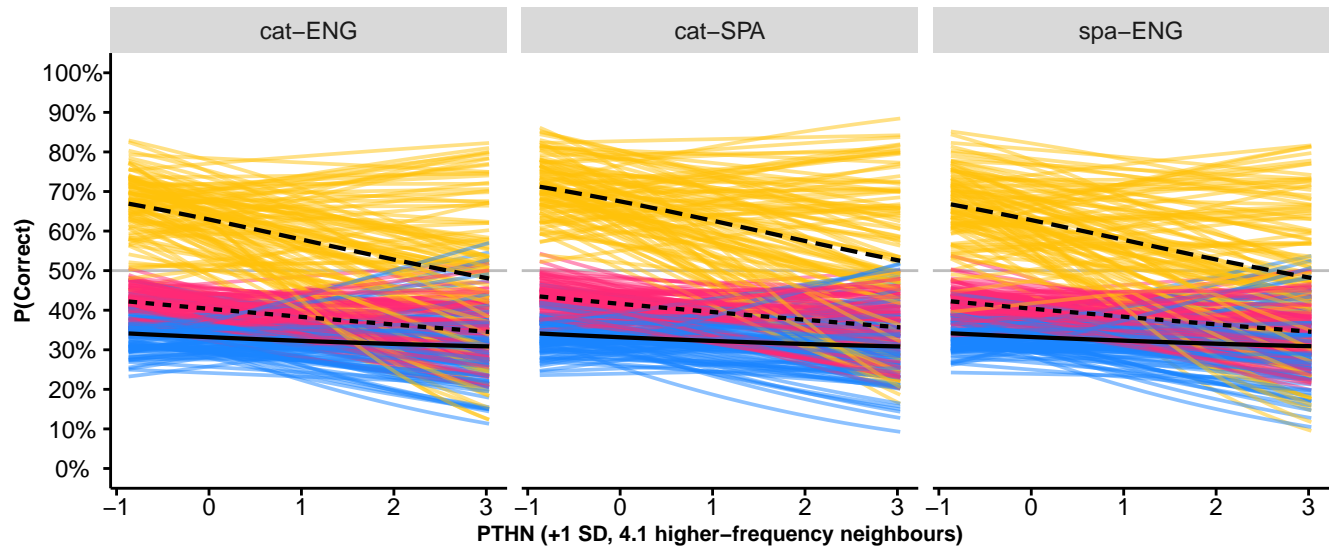 cat−ENG cat−SPA spa−ENG
100%
90%
80%
70%
60%
50%
40%
30%
20%
10%
0%
P(Correct)
−1 0 1 2 3 −1 0 1 2 3 −1 0 1 2 3
PTHN (+1 SD, 4.1 higher−frequency neighbours)